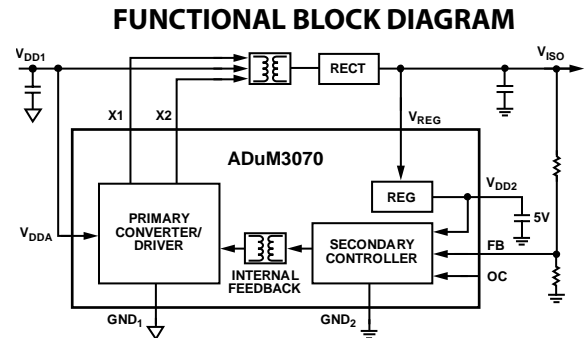 FUNCTIONAL BLOCK DIAGRAM
VDD1
VISO
RECT
X1
X2
VREG
ADuM3070
REG
VDD2
5V
PRIMARY
CONVERTER/
DRIVER
VDDA
SECONDARY
CONTROLLER
INTERNAL
FEEDBACK
FB
OC
GND1
GND2